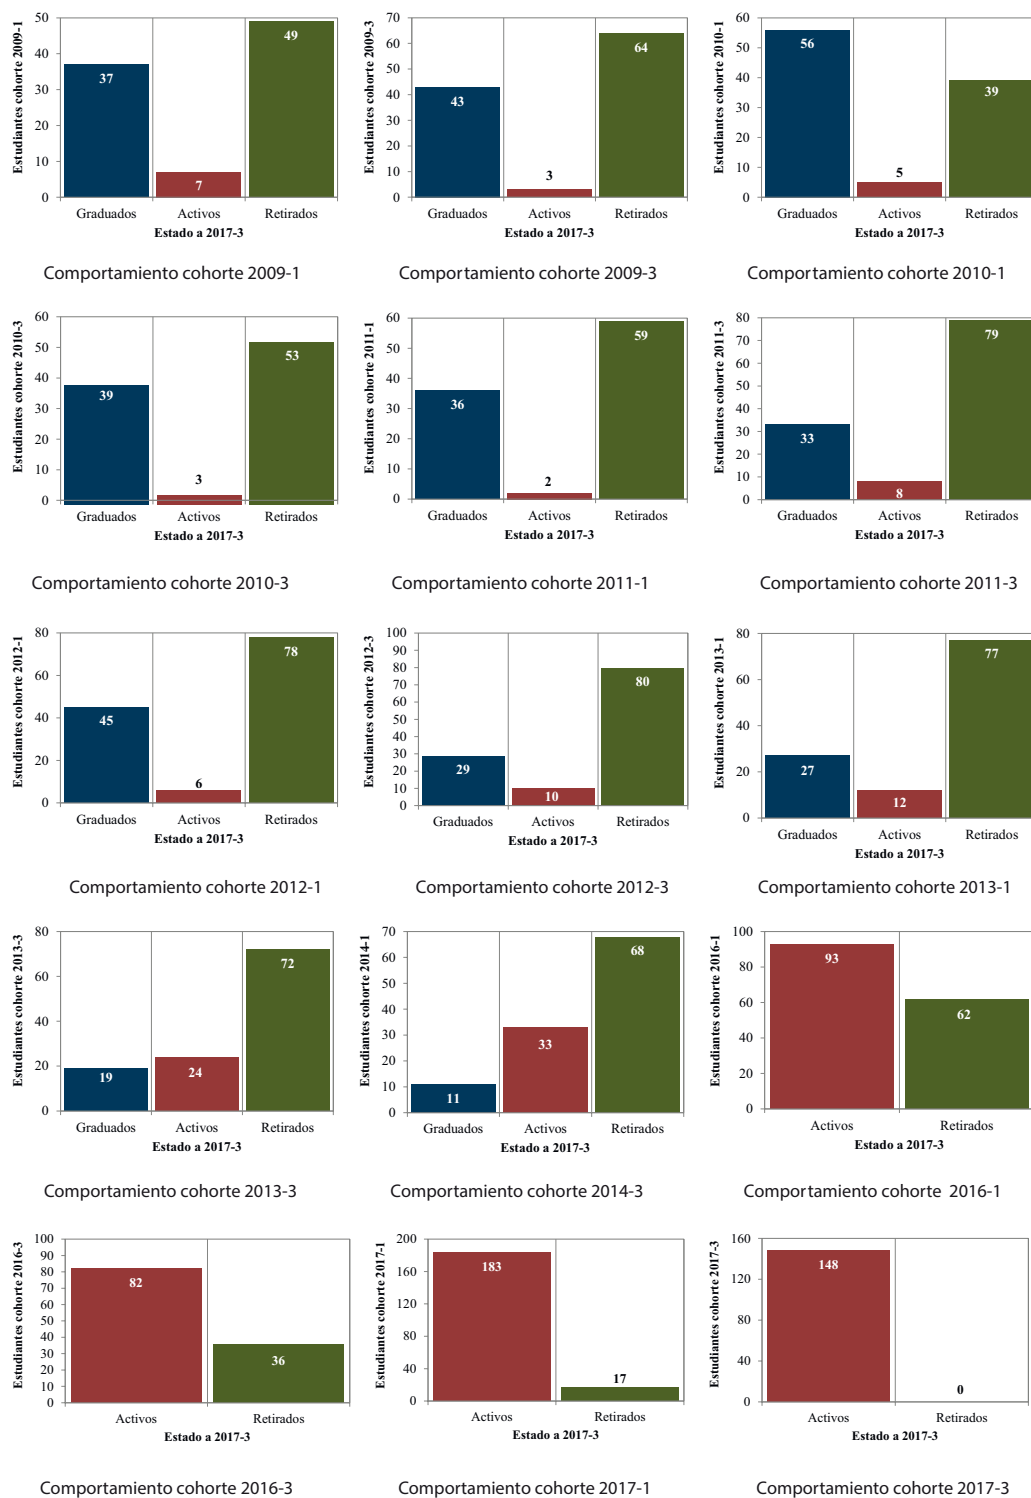 Estudiantes cohorte 2009-1
50
40
30
20
10
0
37
7
49
Graduados Activos Retirados
Estado a 2017-3
Comportamiento cohorte 2009-1
Estudiantes cohorte 2009-3
70
60
50
40
30
20
10
0
43
3
64
Graduados Activos Retirados
Estado a 2017-3
Comportamiento cohorte 2009-3
Estudiantes cohorte 2010-1
60
50
40
30
20
10
0
56
5
39
Graduados Activos Retirados
Estado a 2017-3
Comportamiento cohorte 2010-1
Estudiantes cohorte 2010-3
60
50
40
30
20
10
0
39
3
53
Graduados Activos Retirados
Estado a 2017-3
Comportamiento cohorte 2010-3
Estudiantes cohorte 2011-1
60
50
40
30
20
10
0
36
2
59
Graduados Activos Retirados
Estado a 2017-3
Comportamiento cohorte 2011-1
Estudiantes cohorte 2011-3
80
70
60
50
40
30
20
10
0
33
8
79
Graduados Activos Retirados
Estado a 2017-3
Comportamiento cohorte 2011-3
Estudiantes cohorte 2012-1
80
60
40
20
0
45
6
78
Graduados Activos Retirados
Estado a 2017-3
Comportamiento cohorte 2012-1
Estudiantes cohorte 2012-3
100
90
80
70
60
50
40
30
20
10
0
29
10
80
Graduados Activos Retirados
Estado a 2017-3
Comportamiento cohorte 2012-3
Estudiantes cohorte 2013-1
80
60
40
20
0
27
12
77
Graduados Activos Retirados
Estado a 2017-3
Comportamiento cohorte 2013-1
Estudiantes cohorte 2013-3
80
60
40
20
0
19
24
72
Graduados Activos Retirados
Estado a 2017-3
Comportamiento cohorte 2013-3
Estudiantes cohorte 2014-1
70
60
50
40
30
20
10
0
11
33
68
Graduados Activos Retirados
Estado a 2017-3
Comportamiento cohorte 2014-3
Estudiantes cohorte 2016-1
100
80
60
40
20
0
93
62
Activos Retirados
Estado a 2017-3
Comportamiento cohorte 2016-1
Estudiantes cohorte 2016-3
100
90
80
70
60
50
40
30
20
10
0
82
36
Activos Retirados
Estado a 2017-3
Comportamiento cohorte 2016-3
Estudiantes cohorte 2017-1
200
160
120
80
40
0
183
17
Activos Retirados
Estado a 2017-3
Comportamiento cohorte 2017-1
Estudiantes cohorte 2017-3
160
120
80
40
0
148
0
Activos Retirados
Estado a 2017-3
Comportamiento cohorte 2017-3